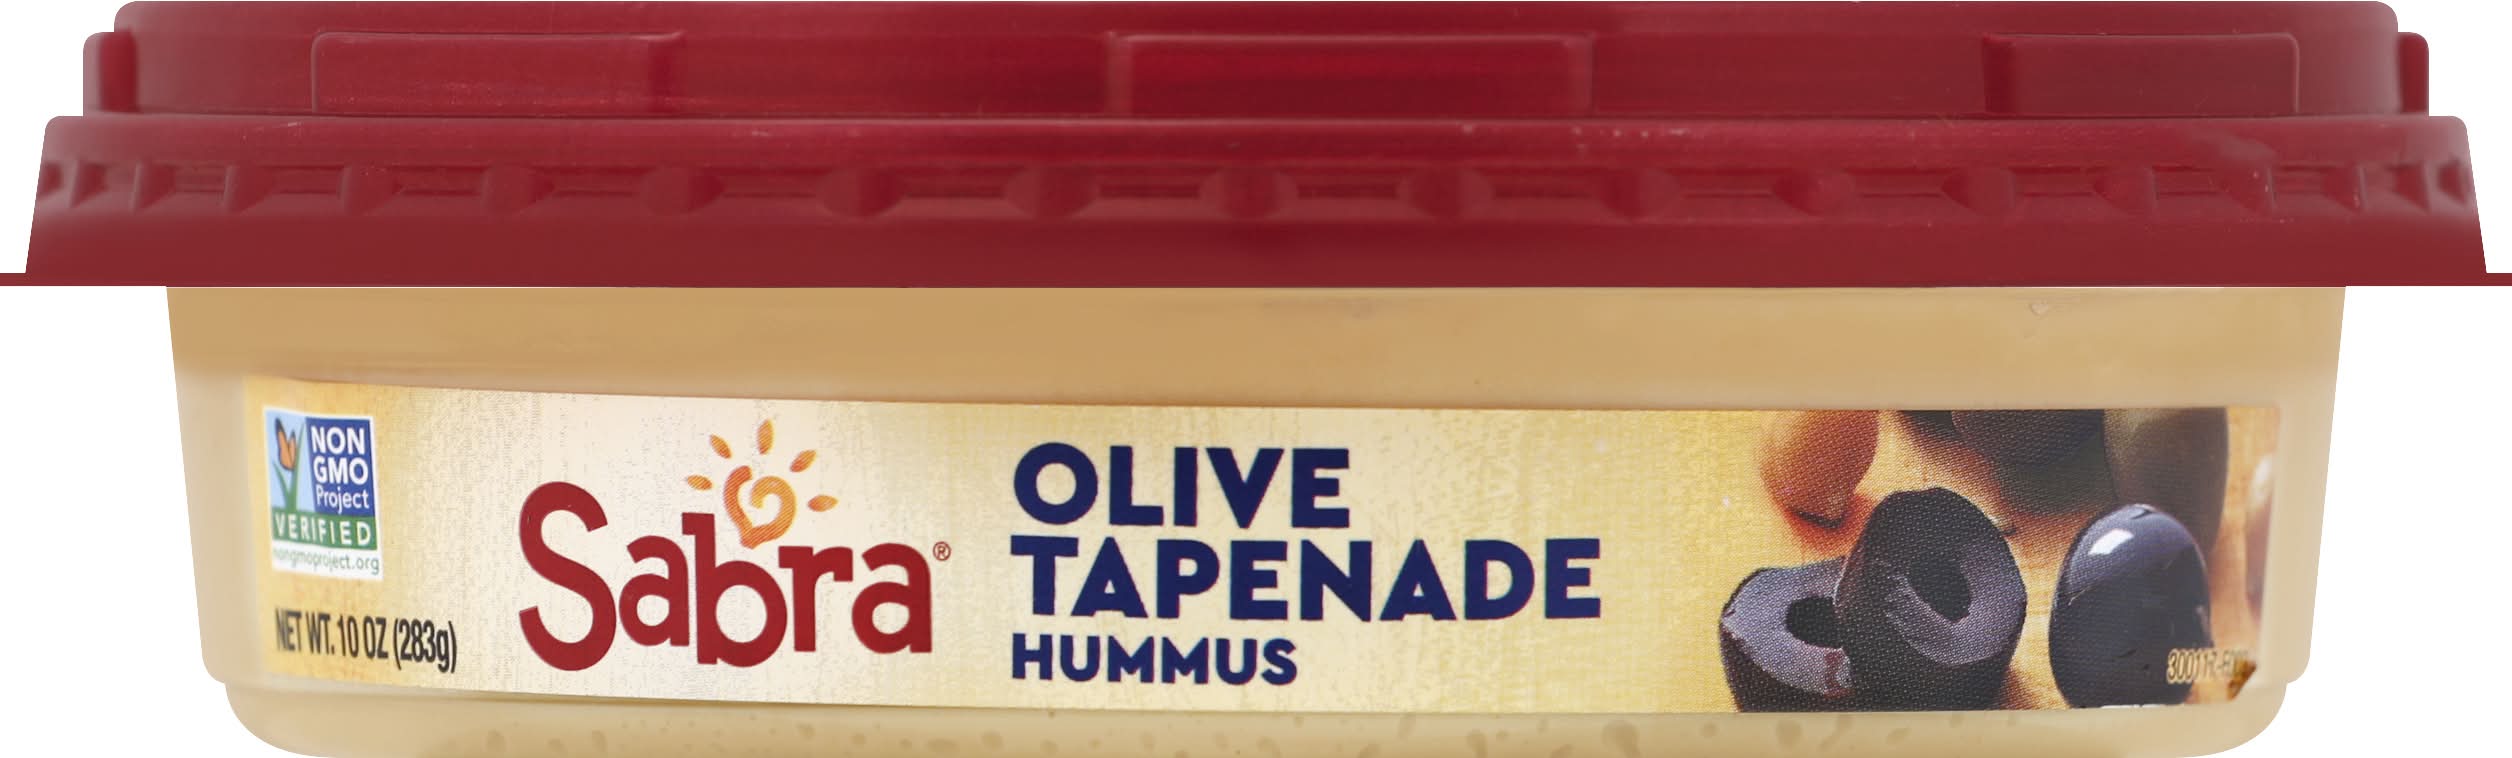 NON
GMO
Project
VERIFIED
nongmoproject.org
NET WT. 10 OZ (283g)
Sabra®
OLIVE
TAPENADE
HUMMUS